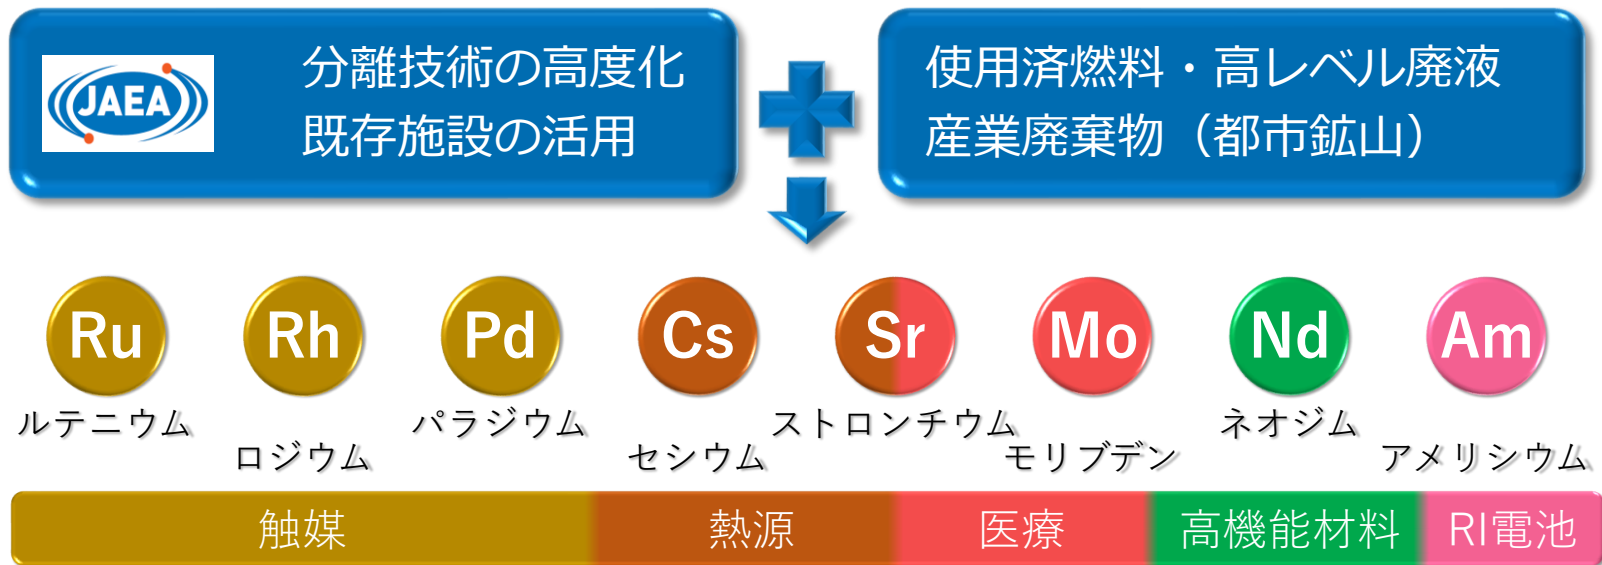 JAEA
分離技術の高度化
既存施設の活用
使用済燃料・高レベル廃液
産業廃棄物（都市鉱山）
Ru Rh Pd Cs Sr Mo Nd Am
ルテニウム ロジウム パラジウム セシウム ストロンチウム モリブデン ネオジム アメリシウム
触媒 熱源 医療 高機能材料 RI電池